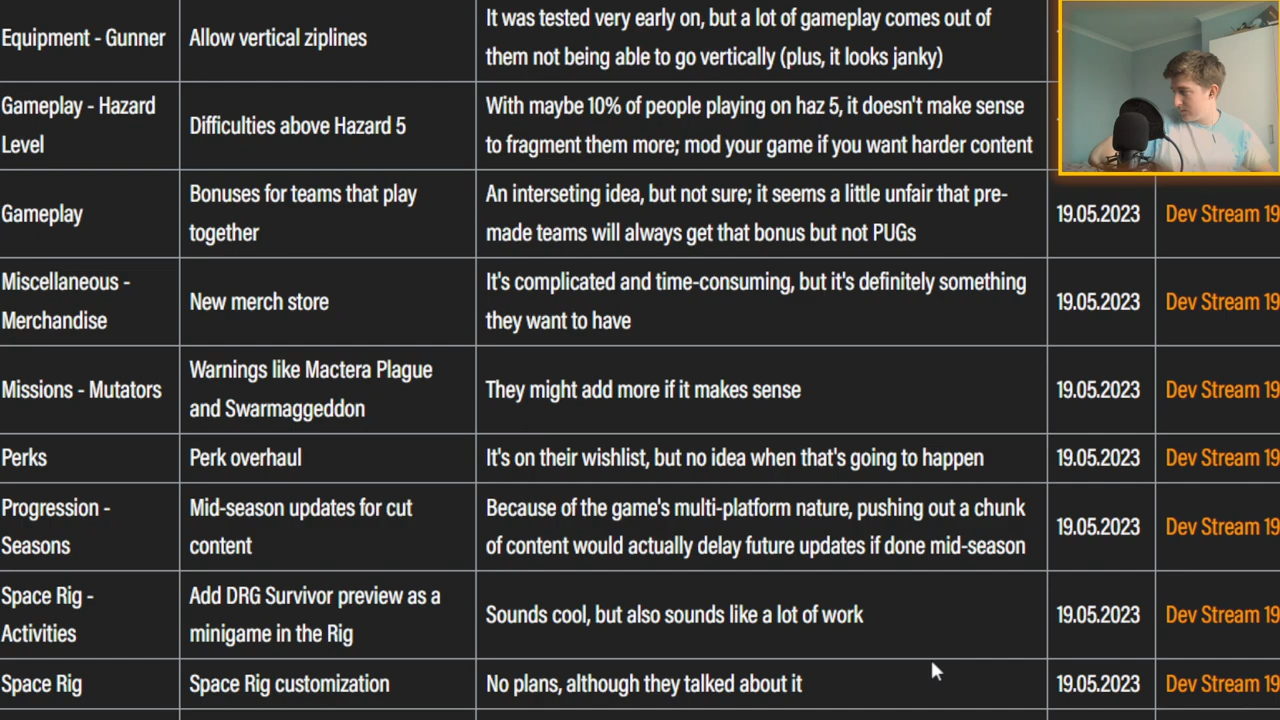 Equipment - Gunner
Allow vertical ziplines
It was tested very early on, but a lot of gameplay comes out of
them not being able to go vertically (plus, it looks janky)
Gameplay - Hazard
Level
Difficulties above Hazard 5
With maybe 10% of people playing on haz 5, it doesn't make sense
to fragment them more; mod your game if you want harder content
Gameplay
Bonuses for teams that play
together
An interseting idea, but not sure; it seems a little unfair that pre-
made teams will always get that bonus but not PUGs
19.05.2023
Dev Stream 19
Miscellaneous -
Merchandise
New merch store
It's complicated and time-consuming, but it's definitely something
they want to have
19.05.2023
Dev Stream 19
Missions - Mutators
Warnings like Mactera Plague
and Swarmaggeddon
They might add more if it makes sense
19.05.2023
Dev Stream 19
Perks
Perk overhaul
It's on their wishlist, but no idea when that's going to happen
19.05.2023
Dev Stream 19
Progression -
Seasons
Mid-season updates for cut
content
Because of the game's multi-platform nature, pushing out a chunk
of content would actually delay future updates if done mid-season
19.05.2023
Dev Stream 19
Space Rig -
Activities
Add DRG Survivor preview as a
minigame in the Rig
Sounds cool, but also sounds like a lot of work
19.05.2023
Dev Stream 19
Space Rig
Space Rig customization
No plans, although they talked about it
19.05.2023
Dev Stream 19